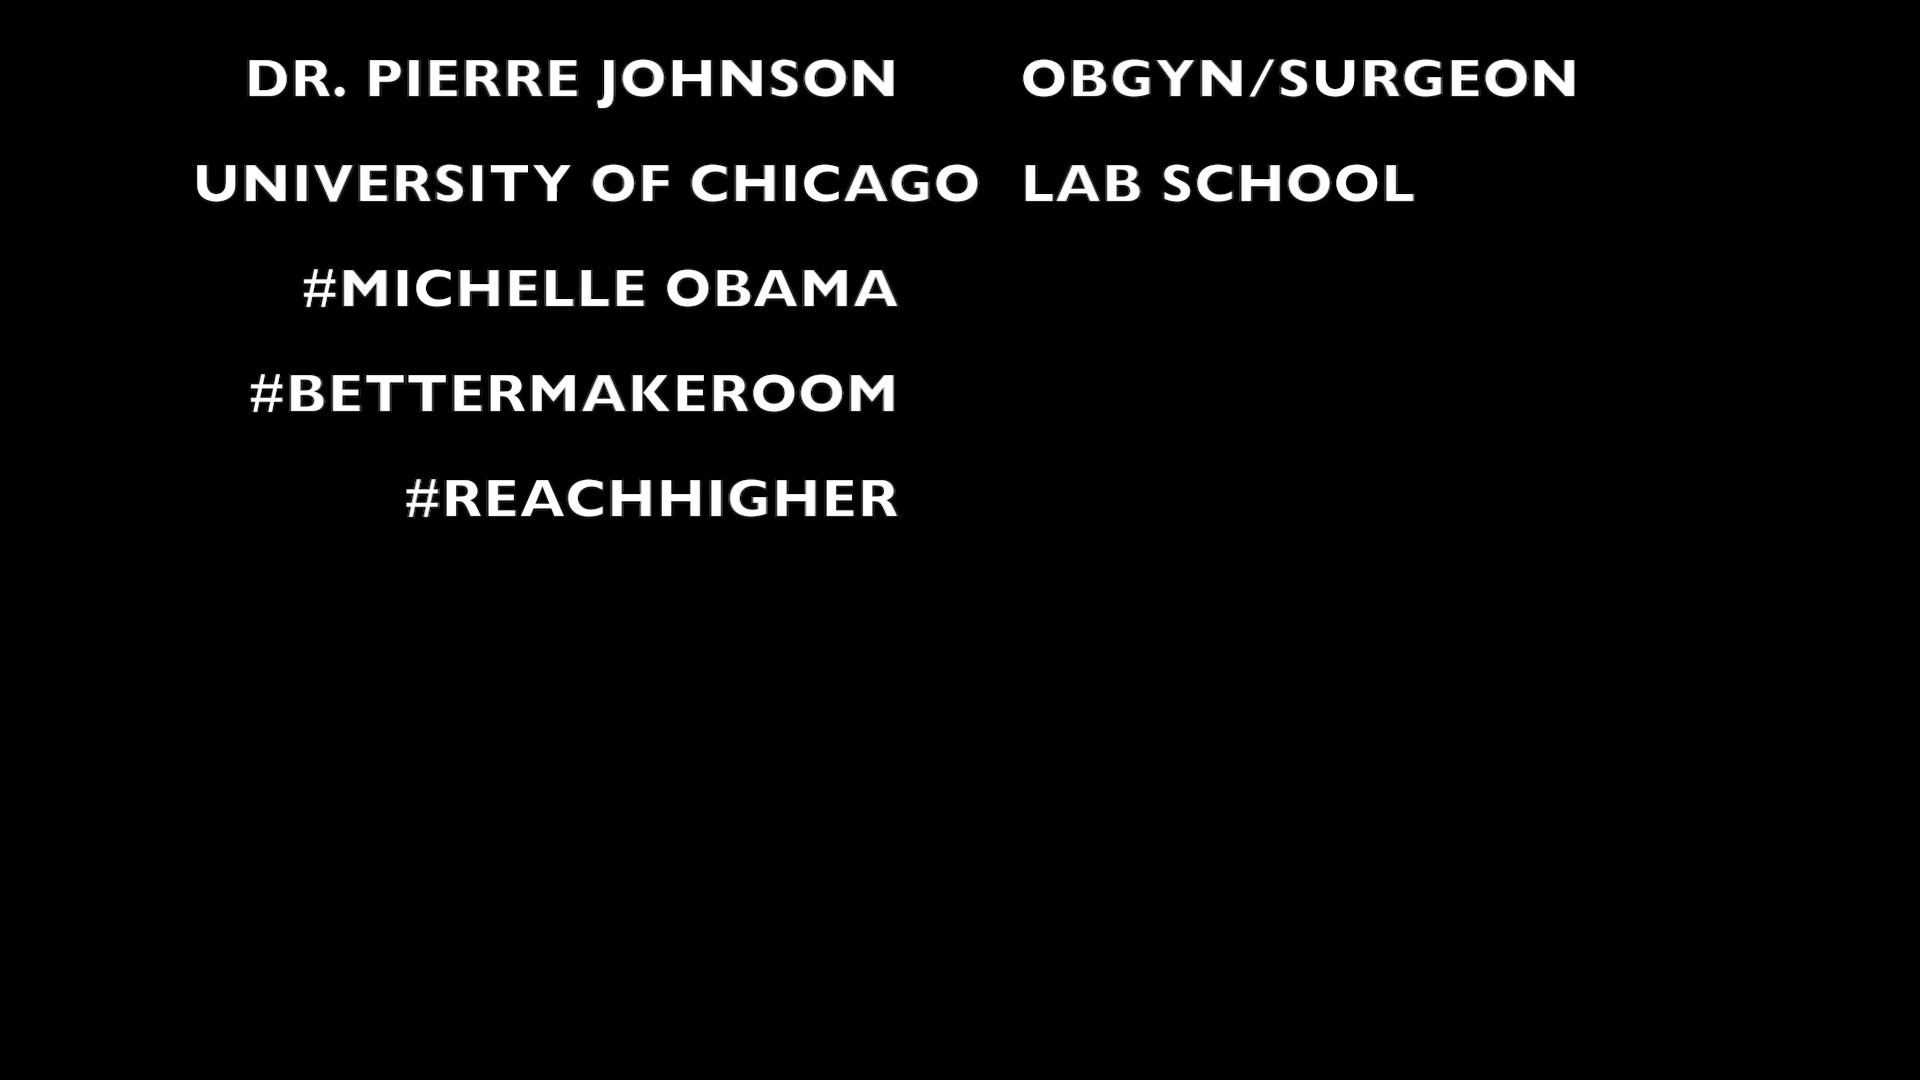 DR. PIERRE JOHNSON OBGYN/SURGEON
UNIVERSITY OF CHICAGO LAB SCHOOL
#MICHELLE OBAMA
#BETTERMAKEROOM
#REACHHIGHER